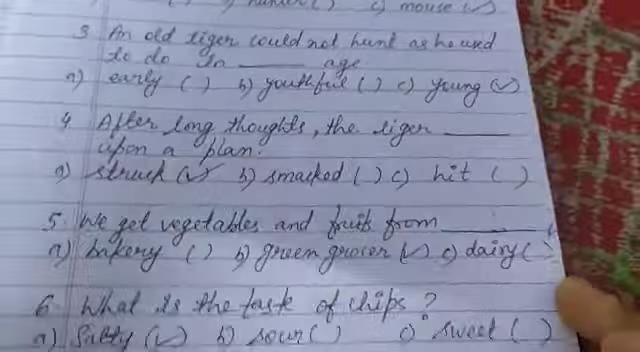 b) hunter ( ) c) mouse (✓)
3 An old tiger could not hunt as he used
to do in ______ age
a) early ( ) b) youthful ( ) c) young (✓)
4 After long thoughts, the tiger ______
upon a plan.
a) struck (✓) b) smacked ( ) c) hit ( )
5. We get vegetables and fruits from ______
a) bakery ( ) b) green grocer (✓) c) dairy ( )
6. What is the taste of chips ?
a) Salty (✓) b) sour ( ) c) sweet ( )